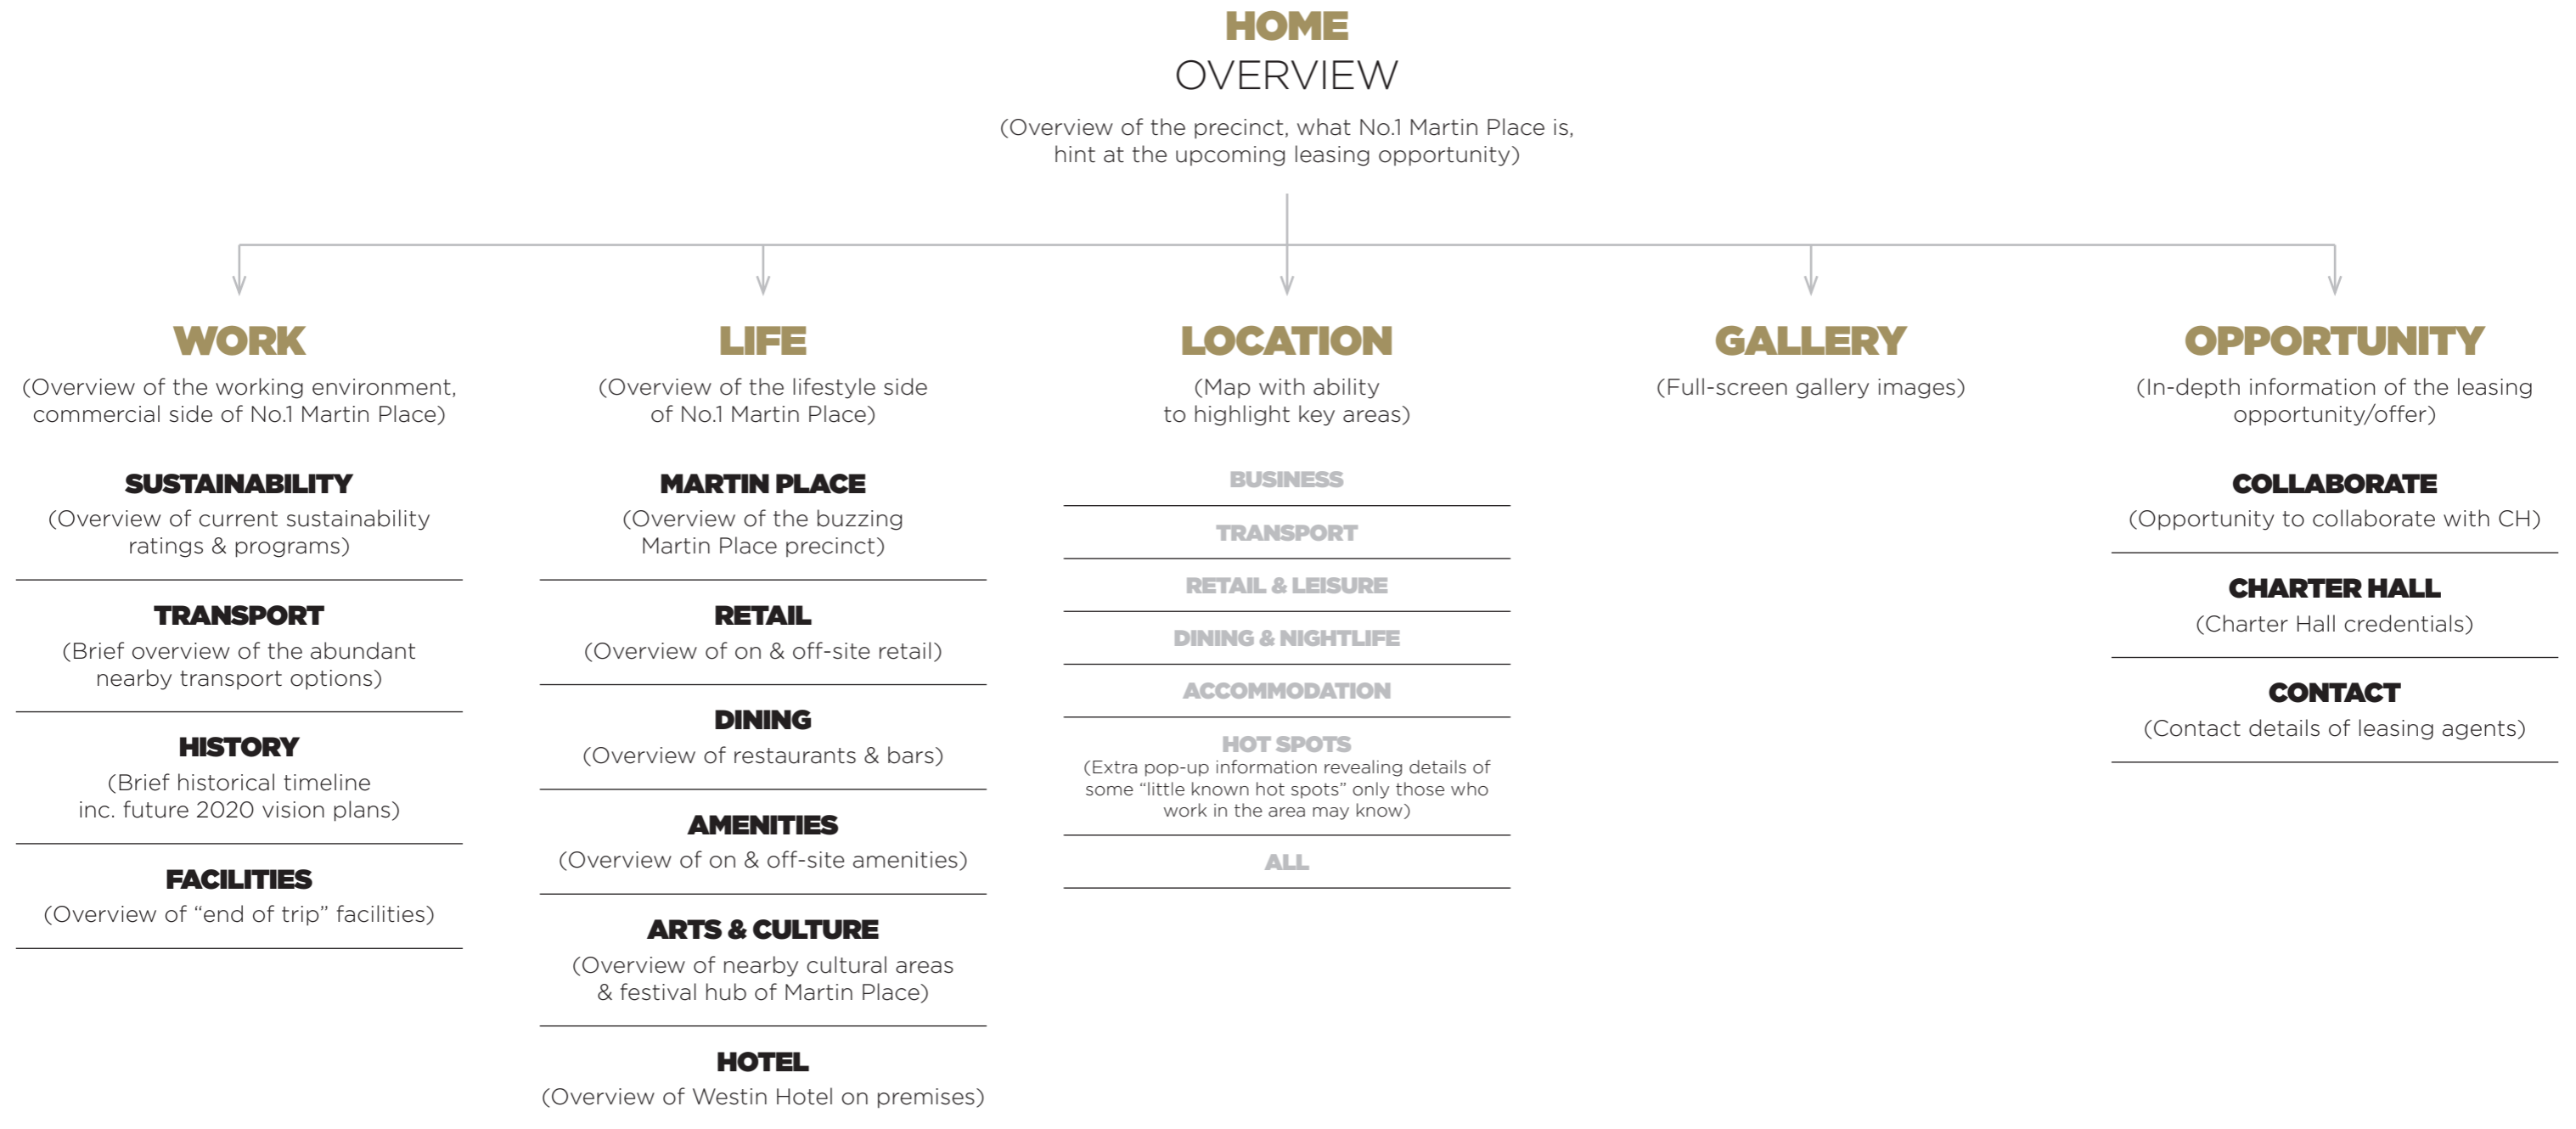 HOME
OVERVIEW
(Overview of the precinct, what No.1 Martin Place is,
hint at the upcoming leasing opportunity)
WORK
(Overview of the working environment,
commercial side of No.1 Martin Place)
SUSTAINABILITY
(Overview of current sustainability
ratings & programs)
TRANSPORT
(Brief overview of the abundant
nearby transport options)
HISTORY
(Brief historical timeline
inc. future 2020 vision plans)
FACILITIES
(Overview of “end of trip” facilities)
LIFE
(Overview of the lifestyle side
of No.1 Martin Place)
MARTIN PLACE
(Overview of the buzzing
Martin Place precinct)
RETAIL
(Overview of on & off-site retail)
DINING
(Overview of restaurants & bars)
AMENITIES
(Overview of on & off-site amenities)
ARTS & CULTURE
(Overview of nearby cultural areas
& festival hub of Martin Place)
HOTEL
(Overview of Westin Hotel on premises)
LOCATION
(Map with ability
to highlight key areas)
BUSINESS
TRANSPORT
RETAIL & LEISURE
DINING & NIGHTLIFE
ACCOMMODATION
HOT SPOTS
(Extra pop-up information revealing details of
some “little known hot spots” only those who
work in the area may know)
ALL
GALLERY
(Full-screen gallery images)
OPPORTUNITY
(In-depth information of the leasing
opportunity/offer)
COLLABORATE
(Opportunity to collaborate with CH)
CHARTER HALL
(Charter Hall credentials)
CONTACT
(Contact details of leasing agents)